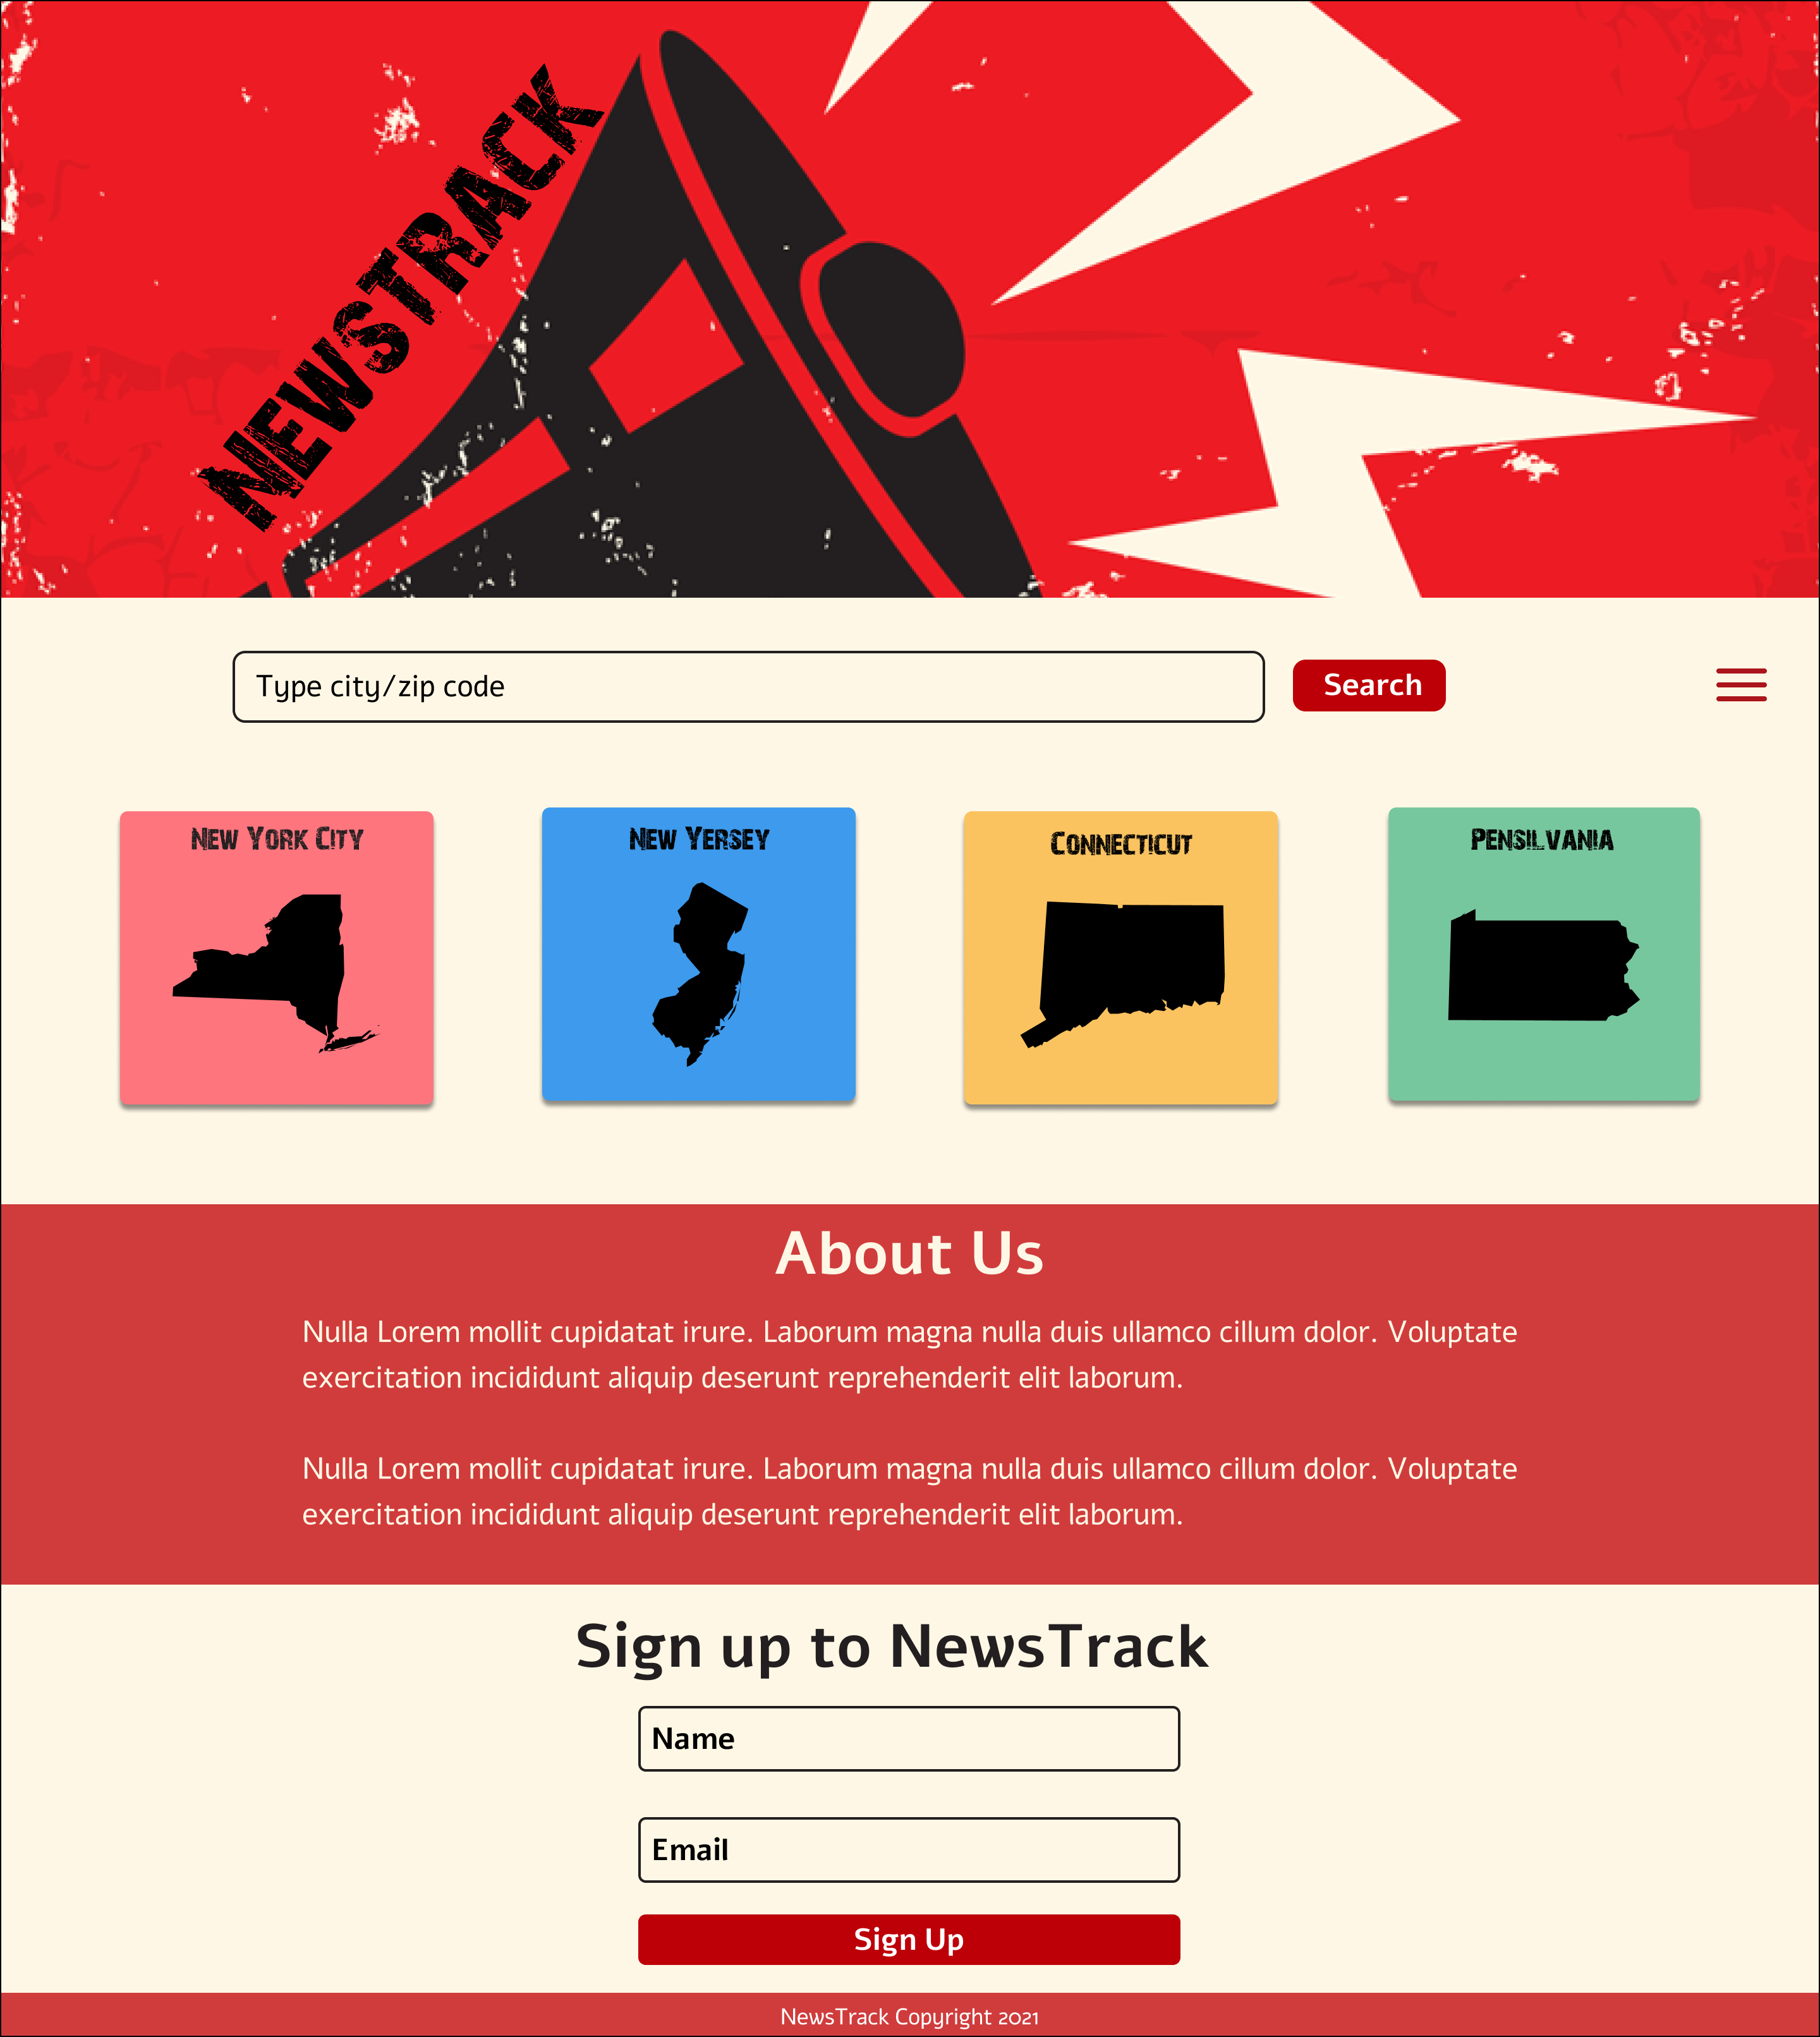 NEWSTRACK
Type city/zip code
Search
New York City
New Yersey
Connecticut
Pensilvania
About Us
Nulla Lorem mollit cupidatat irure. Laborum magna nulla duis ullamco cillum dolor. Voluptate
exercitation incididunt aliquip deserunt reprehenderit elit laborum.
Nulla Lorem mollit cupidatat irure. Laborum magna nulla duis ullamco cillum dolor. Voluptate
exercitation incididunt aliquip deserunt reprehenderit elit laborum.
Sign up to NewsTrack
Name
Email
Sign Up
NewsTrack Copyright 2021